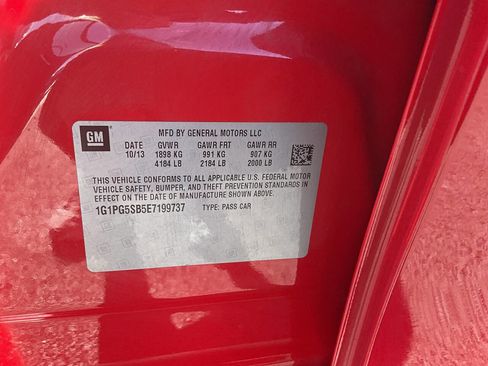 GM
MFD BY GENERAL MOTORS LLC
DATE GVWR GAWR FRT GAWR RR
10/13 1898 KG 991 KG 907 KG
4184 LB 2184 LB 2000 LB
THIS VEHICLE CONFORMS TO ALL APPLICABLE U.S. FEDERAL MOTOR
VEHICLE SAFETY, BUMPER, AND THEFT PREVENTION STANDARDS IN
EFFECT ON THE DATE OF MANUFACTURE SHOWN ABOVE.
1G1PG5SB5E7199737 TYPE: PASS CAR